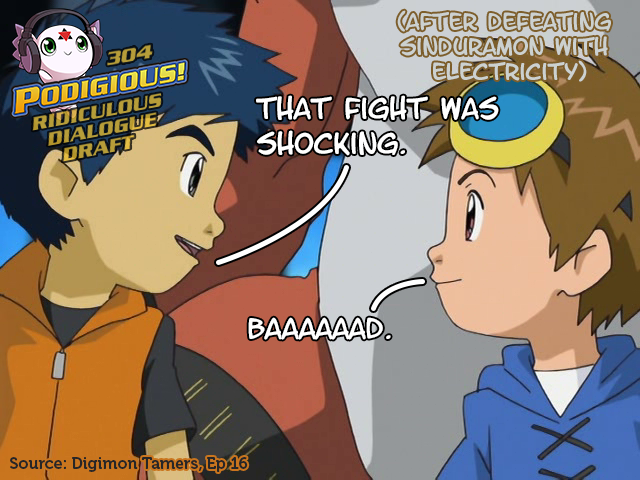 304
PODIGIOUS!
RIDICULOUS
DIALOGUE
DRAFT
(AFTER DEFEATING
SINDURAMON WITH
ELECTRICITY)
THAT FIGHT WAS
SHOCKING.
BAAAAAAD.
Source: Digimon Tamers, Ep 16